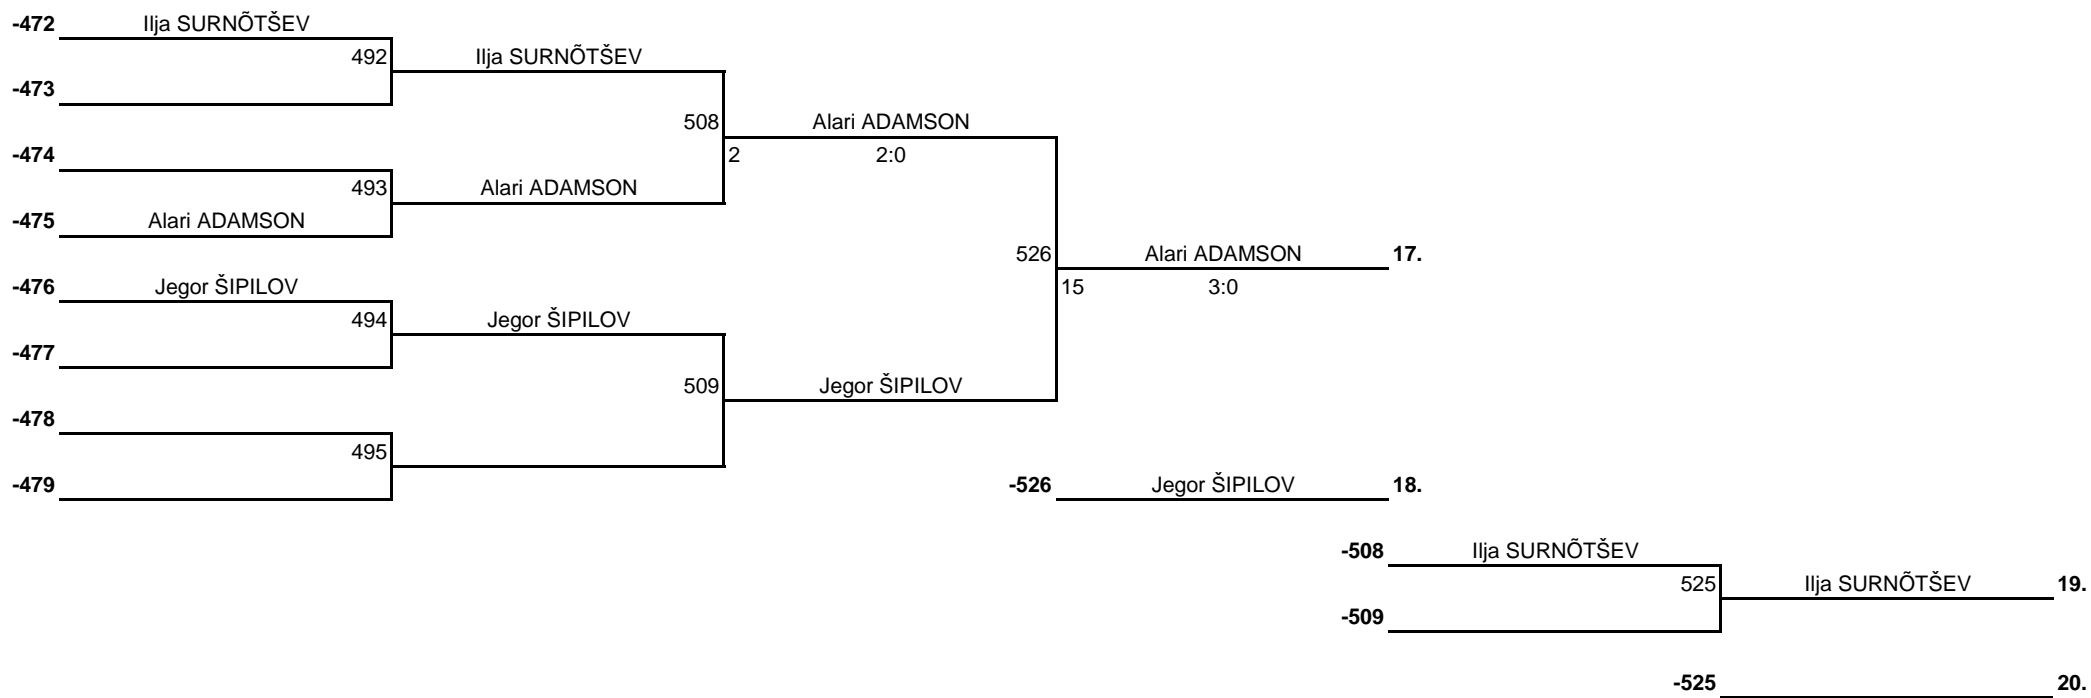 -472 Ilja SURNÕTŠEV
492 Ilja SURNÕTŠEV
-473
508 Alari ADAMSON
-474
2 2:0
493 Alari ADAMSON
-475 Alari ADAMSON
526 Alari ADAMSON 17.
-476 Jegor ŠIPILOV
15 3:0
494 Jegor ŠIPILOV
-477
509 Jegor ŠIPILOV
-478
495
-479
-526 Jegor ŠIPILOV 18.
-508 Ilja SURNÕTŠEV
525 Ilja SURNÕTŠEV 19.
-509
-525 20.